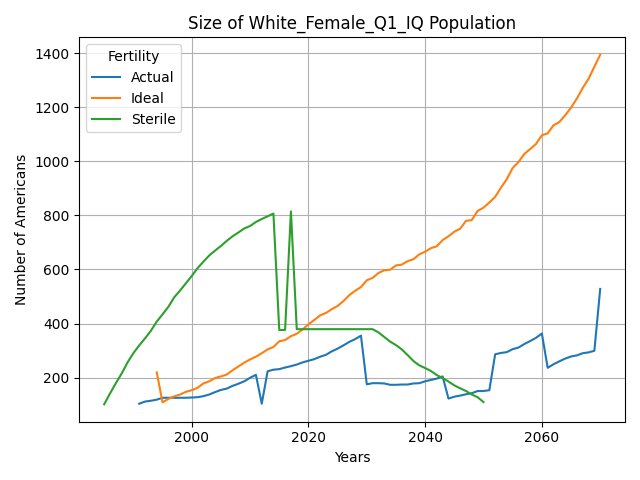 Size of White_Female_Q1_IQ Population
Fertility
Actual
Ideal
Sterile
Number of Americans
1400
1200
1000
800
600
400
200
2000
2020
2040
2060
Years